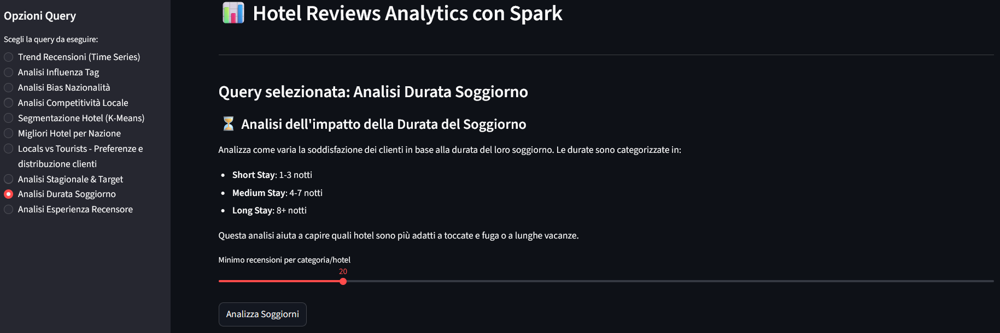 Opzioni Query
Scegli la query da eseguire:
Trend Recensioni (Time Series)
Analisi Influenza Tag
Analisi Bias Nazionalità
Analisi Competitività Locale
Segmentazione Hotel (K-Means)
Migliori Hotel per Nazione
Locals vs Tourists - Preferenze e
distribuzione clienti
Analisi Stagionale & Target
Analisi Durata Soggiorno
Analisi Esperienza Recensore
Hotel Reviews Analytics con Spark
Query selezionata: Analisi Durata Soggiorno
Analisi dell'impatto della Durata del Soggiorno
Analizza come varia la soddisfazione dei clienti in base alla durata del loro soggiorno. Le durate sono categorizzate in:
Short Stay: 1-3 notti
Medium Stay: 4-7 notti
Long Stay: 8+ notti
Questa analisi aiuta a capire quali hotel sono più adatti a toccate e fuga o a lunghe vacanze.
Minimo recensioni per categoria/hotel
20
Analizza Soggiorni